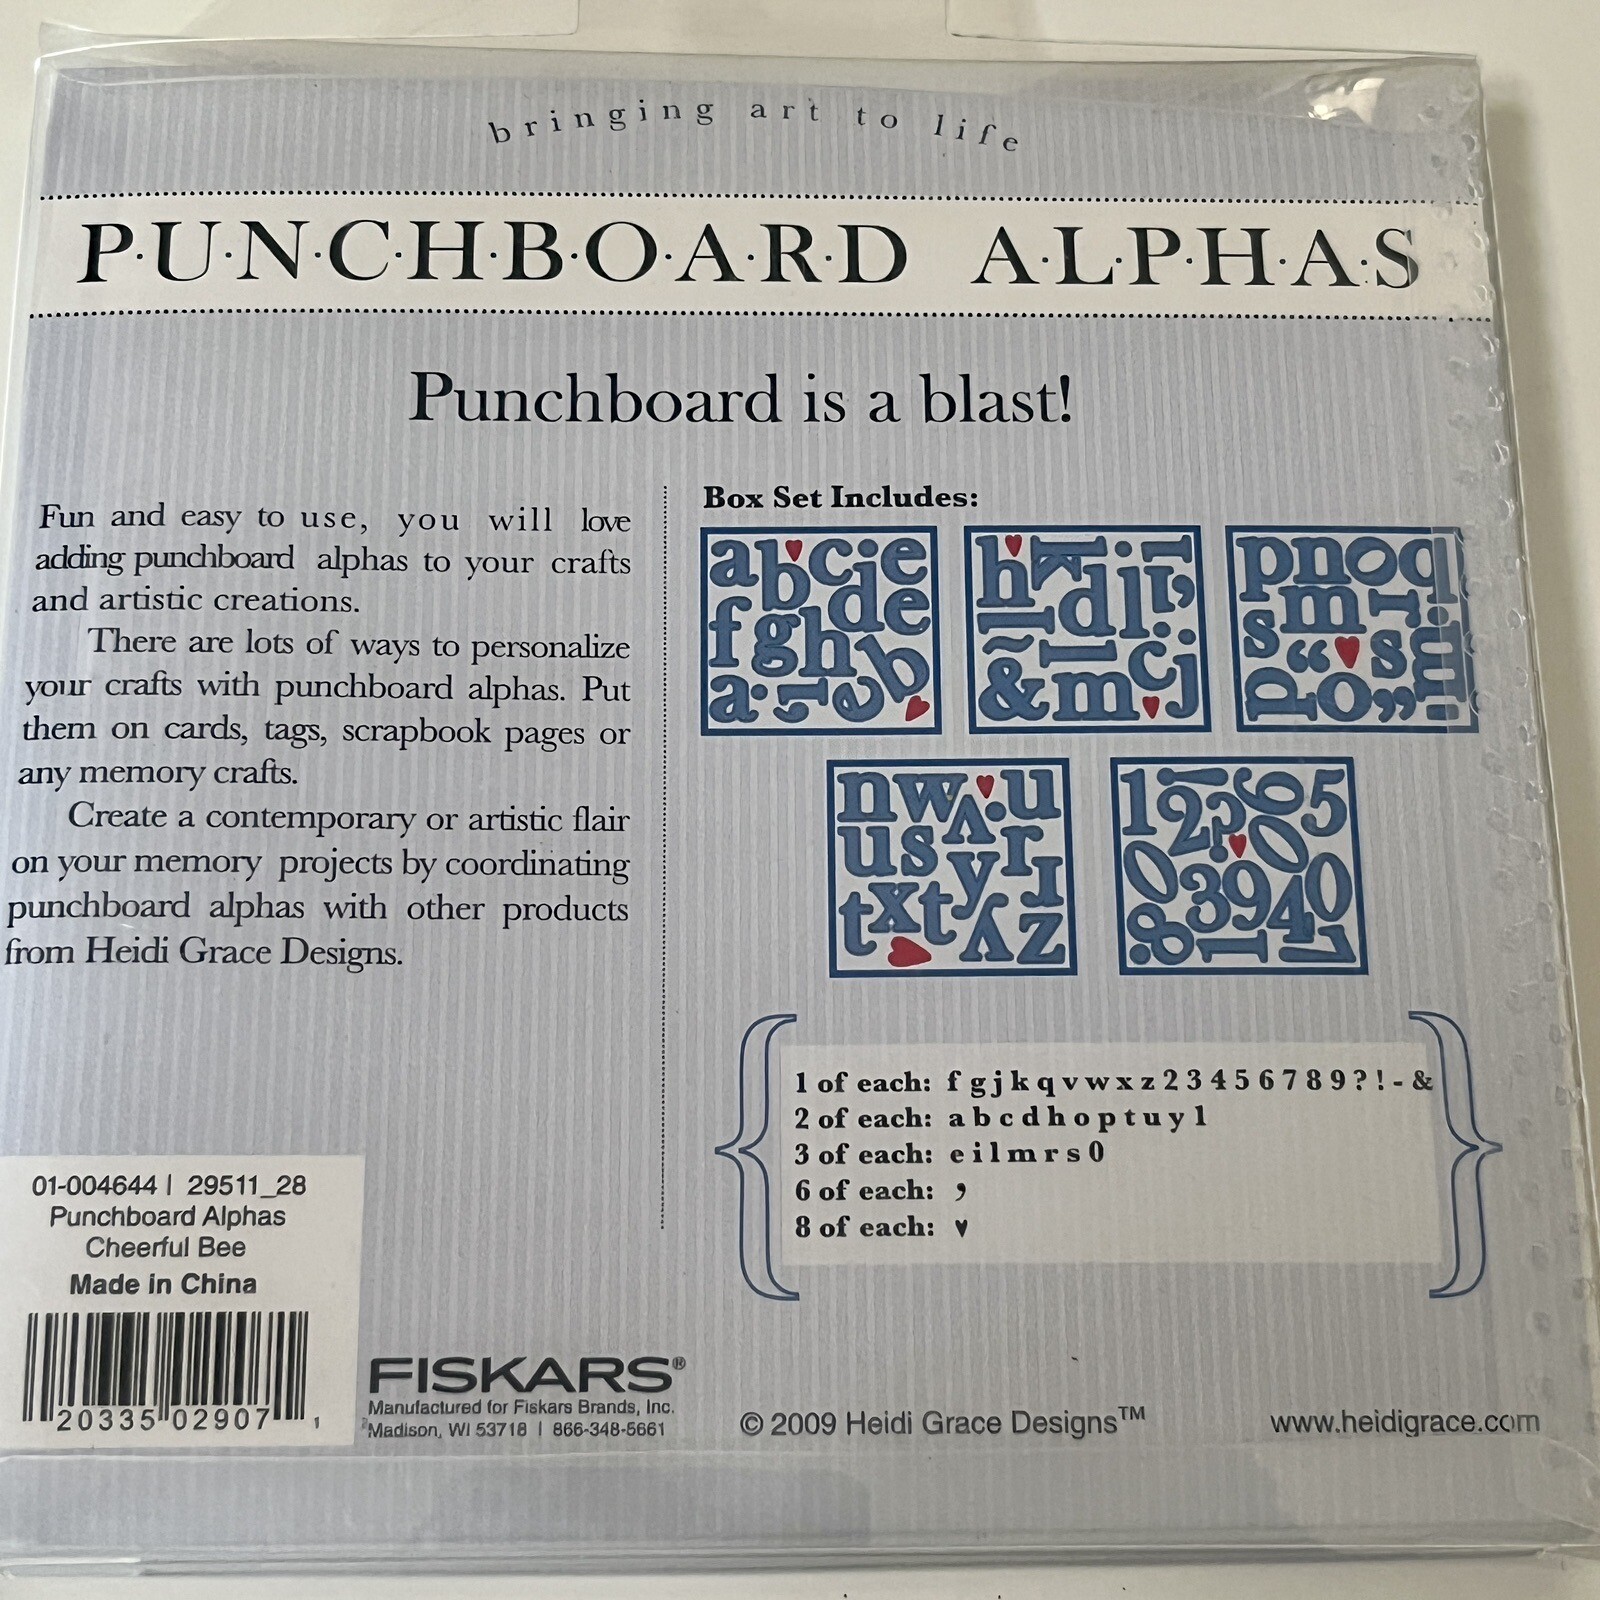 bringing art to life
P·U·N·C·H·B·O·A·R·D A·L·P·H·A·S
Punchboard is a blast!
Fun and easy to use, you will love
adding punchboard alphas to your crafts
and artistic creations.
There are lots of ways to personalize
your crafts with punchboard alphas. Put
them on cards, tags, scrapbook pages or
any memory crafts.
Create a contemporary or artistic flair
on your memory projects by coordinating
punchboard alphas with other products
from Heidi Grace Designs.
Box Set Includes:
1 of each: f g j k q v w x z 2 3 4 5 6 7 8 9 ? ! - &
2 of each: a b c d h o p t u y 1
3 of each: e i l m r s 0
6 of each: ,
8 of each: ♥
01-004644 | 29511_28
Punchboard Alphas
Cheerful Bee
Made in China
20335 02907 1
FISKARS®
Manufactured for Fiskars Brands, Inc.
Madison, WI 53718 | 866-348-5661
© 2009 Heidi Grace Designs™
www.heidigrace.com